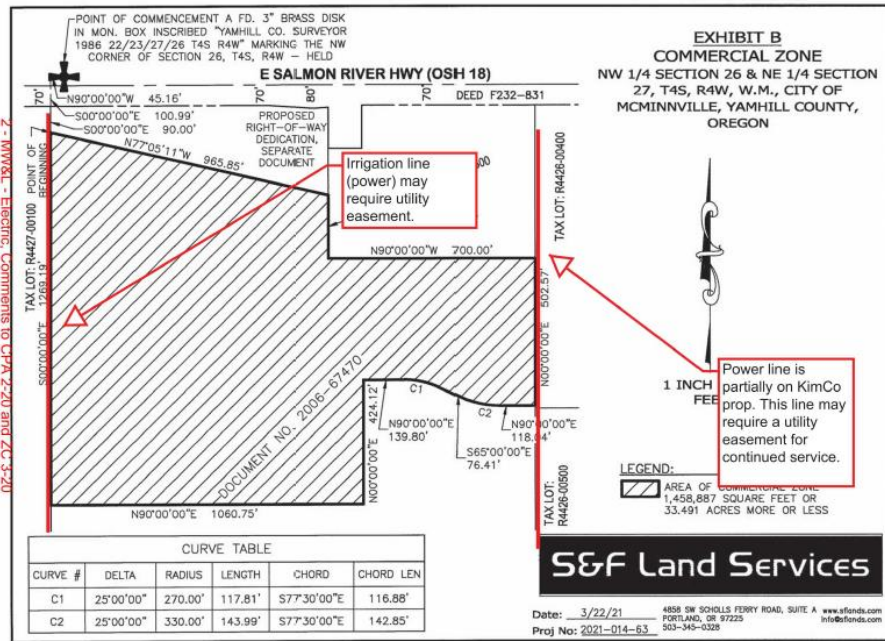 POINT OF COMMENCEMENT A FD. 3" BRASS DISK
IN MON. BOX INSCRIBED "YAMHILL CO. SURVEYOR
1986 22/23/27/26 T4S R4W" MARKING THE NW
CORNER OF SECTION 26, T4S, R4W – HELD
EXHIBIT B
COMMERCIAL ZONE
NW 1/4 SECTION 26 & NE 1/4 SECTION
27, T4S, R4W, W.M., CITY OF
MCMINNVILLE, YAMHILL COUNTY,
OREGON
E SALMON RIVER HWY (OSH 18)
70'
N90°00'00"W 45.16'
70'
80'
70'
DEED F232-B31
S00°00'00"E 100.99'
S00°00'00"E 90.00'
PROPOSED
RIGHT-OF-WAY
DEDICATION,
SEPARATE
DOCUMENT
N77°05'11"W 965.85'
POINT OF
BEGINNING
Irrigation line
(power) may
require utility
easement.
TAX LOT: R4426-00400
TAX LOT: R4427-00100
S00°00'00"E 1269.19'
N90°00'00"W 700.00'
N00°00'00"E 502.57'
2 - MW&L - Electric, Comments to CPA 2-20 and ZC 3-20
Power line is
partially on KimCo
prop. This line may
require a utility
easement for
continued service.
1 INCH
FEE
DOCUMENT NO. 2006-67470
N00°00'00"E 424.12'
C1
C2
N90°00'00"E
139.80'
S65°00'00"E
76.41'
N90°00'00"E
118.04'
N90°00'00"E 1060.75'
TAX LOT:
R4426-00500
LEGEND:
AREA OF COMMERCIAL ZONE
1,458,887 SQUARE FEET OR
33.491 ACRES MORE OR LESS
CURVE TABLE
CURVE # DELTA RADIUS LENGTH CHORD CHORD LEN
C1 25°00'00" 270.00' 117.81' S77°30'00"E 116.88'
C2 25°00'00" 330.00' 143.99' S77°30'00"E 142.85'
S&F Land Services
Date: 3/22/21
Proj No: 2021-014-63
4858 SW SCHOLLS FERRY ROAD, SUITE A
PORTLAND, OR 97225
503-345-0328
www.sflands.com
info@sflands.com